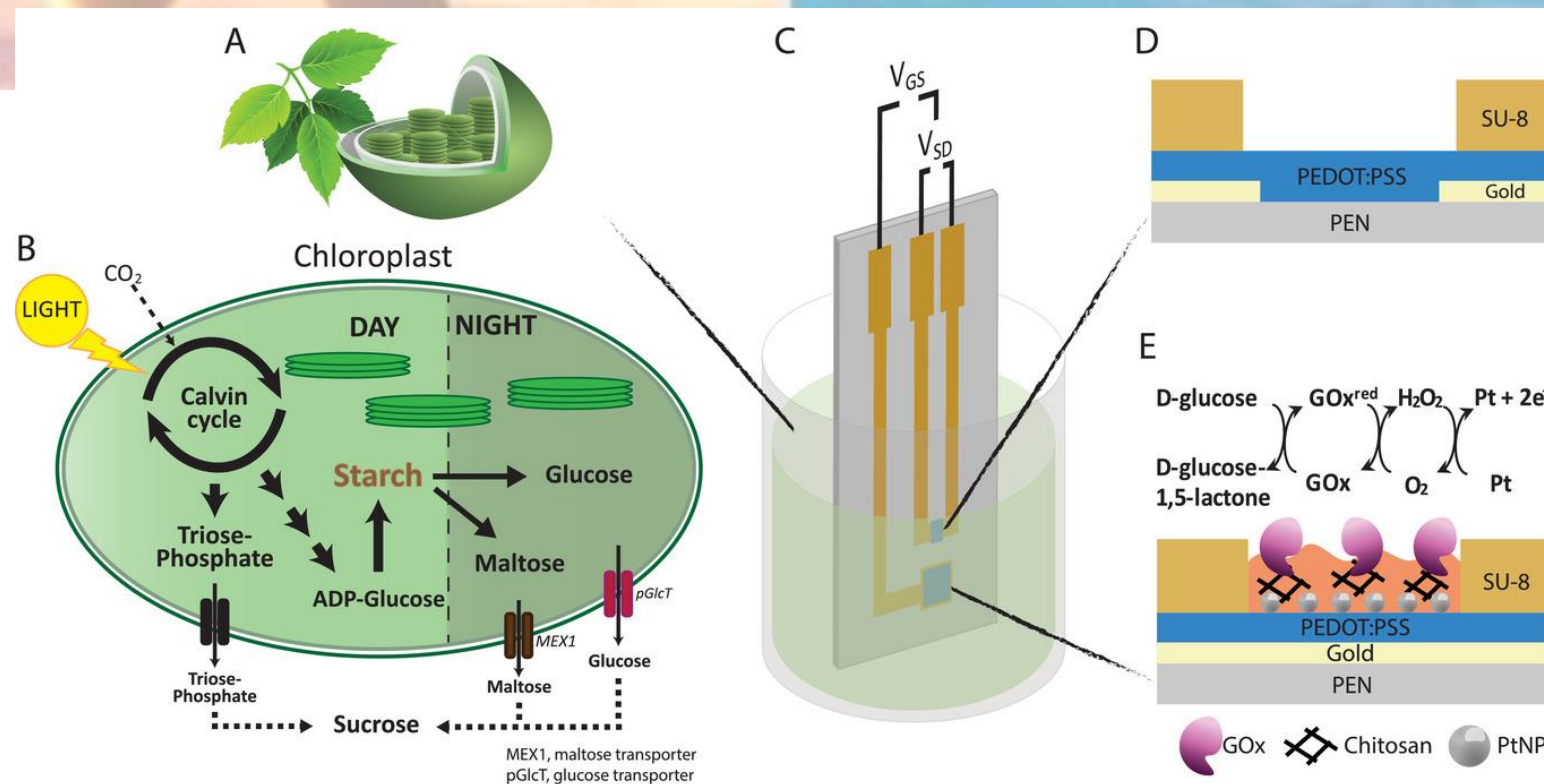 A
B
Chloroplast
CO2
LIGHT
DAY
NIGHT
Calvin
cycle
Starch
Glucose
Triose-
Phosphate
Maltose
ADP-Glucose
pGlcT
MEX1
Triose-
Phosphate
Maltose
Glucose
Sucrose
MEX1, maltose transporter
pGlcT, glucose transporter
C
VGS
VSD
D
SU-8
PEDOT:PSS
Gold
PEN
E
D-glucose GOxred H2O2 Pt + 2e-
D-glucose-
1,5-lactone GOx O2 Pt
SU-8
PEDOT:PSS
Gold
PEN
GOx Chitosan PtNP